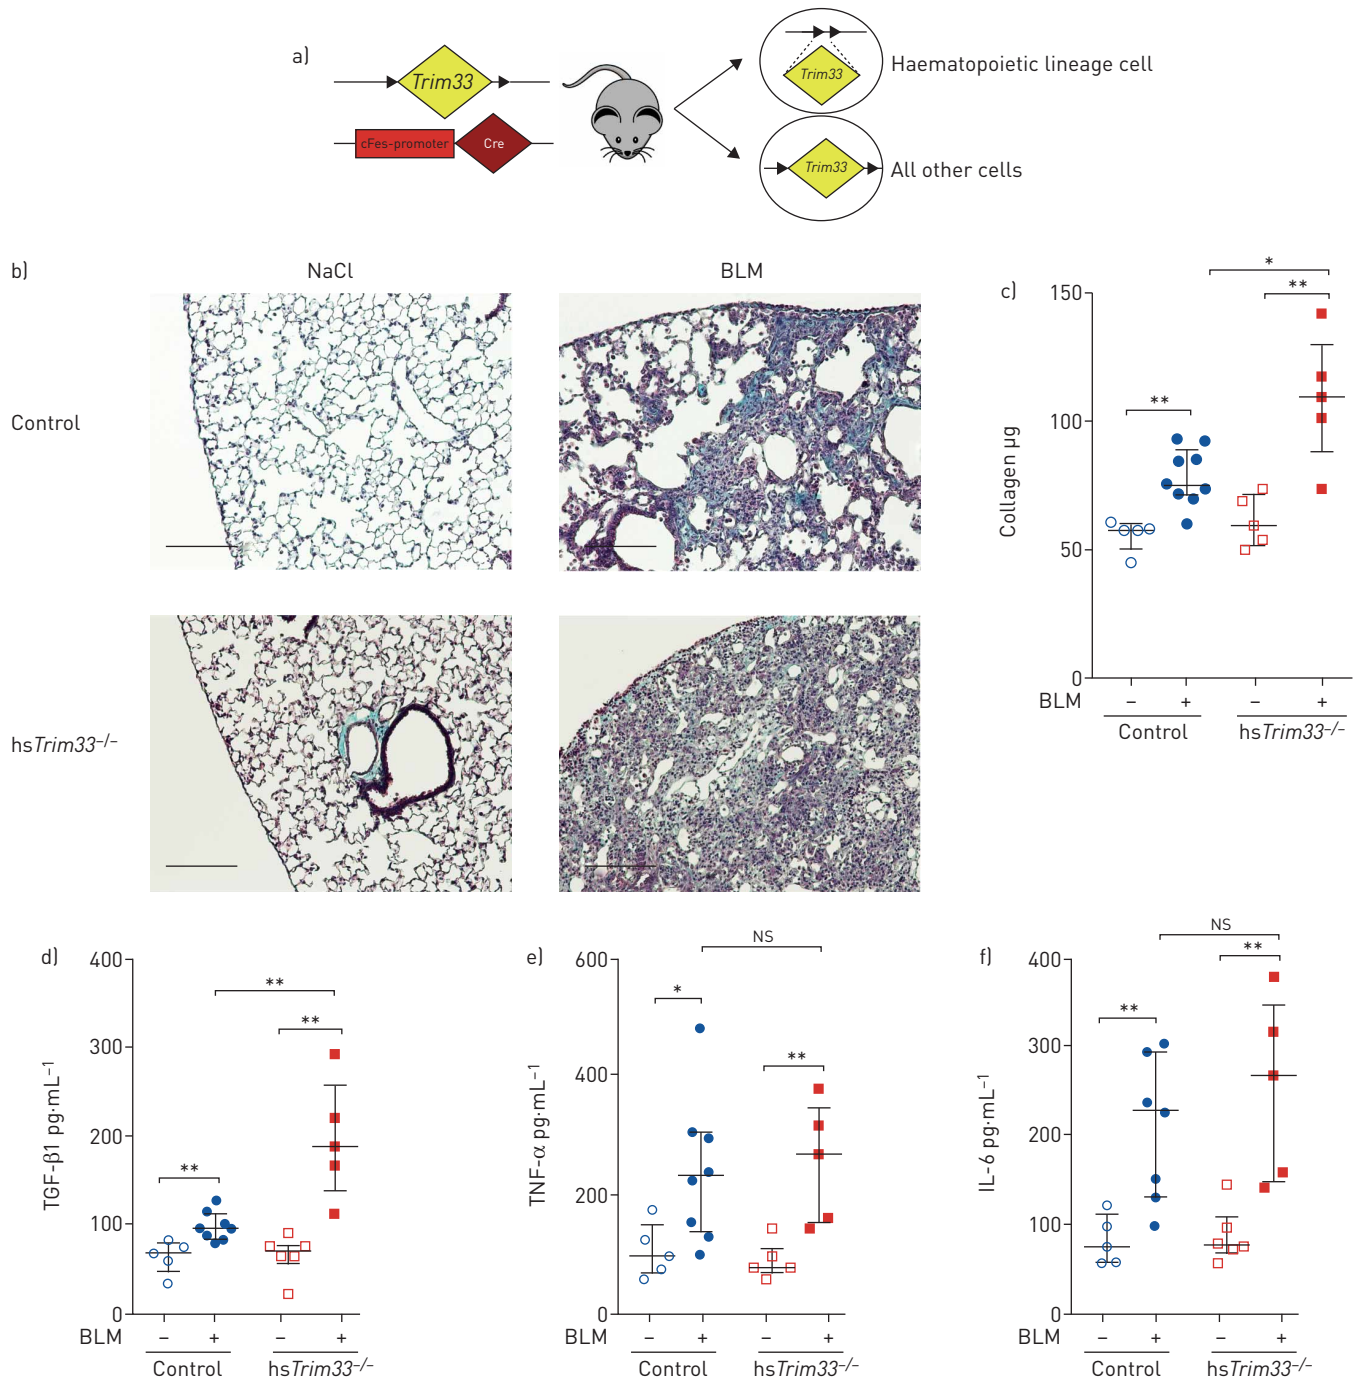 a)
Trim33
cFes-promoter
Cre
Trim33
Haematopoietic lineage cell
Trim33
All other cells
b)
NaCl
BLM
Control
hsTrim33–/–
c)
*
**
**
150
100
50
0
Collagen µg
BLM
–
+
–
+
Control
hsTrim33–/–
d)
400
300
200
100
0
TGF-β1 pg·mL–1
**
**
**
BLM
–
+
–
+
Control
hsTrim33–/–
e)
600
400
200
0
TNF-α pg·mL–1
NS
*
**
BLM
–
+
–
+
Control
hsTrim33–/–
f)
400
300
200
100
0
IL-6 pg·mL–1
NS
**
**
BLM
–
+
–
+
Control
hsTrim33–/–